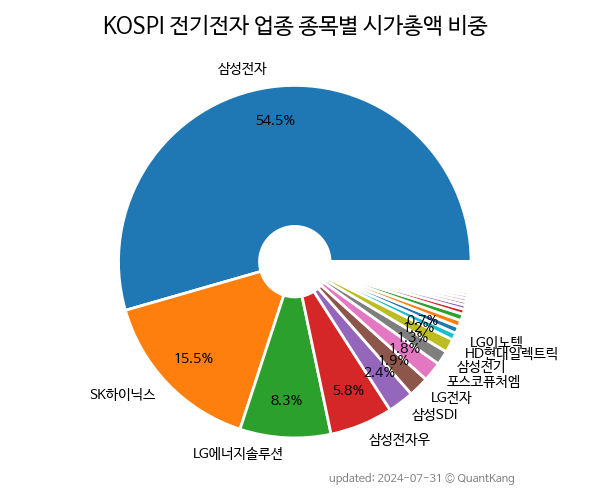 KOSPI 전기전자 업종 종목별 시가총액 비중
삼성전자
54.5%
SK하이닉스
15.5%
LG에너지솔루션
8.3%
삼성전자우
5.8%
삼성SDI
2.4%
LG전자
1.9%
포스코퓨처엠
1.8%
삼성전기
1.3%
HD현대일렉트릭
1.2%
LG이노텍
0.7%
updated: 2024-07-31 © QuantKang